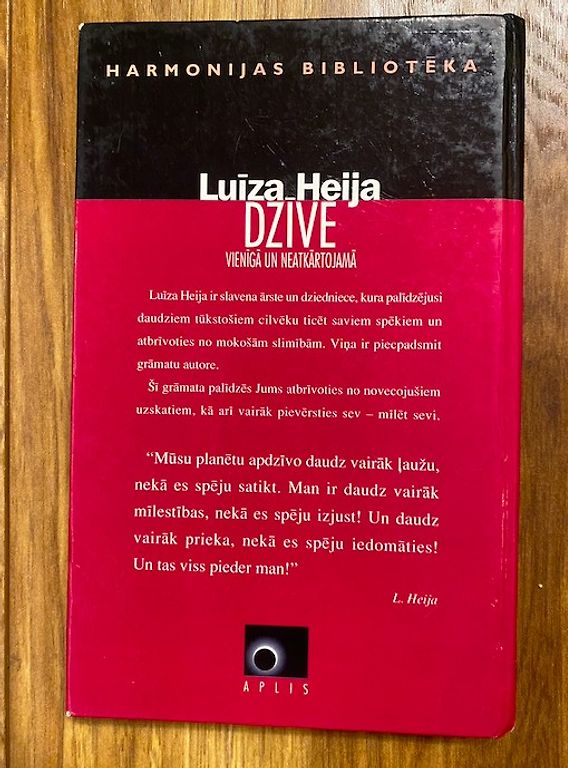 HARMONIJAS BIBLIOTĒKA
Luīza Heija
DZĪVE
VIENĪGĀ UN NEATKĀRTOJAMĀ
Luīza Heija ir slavena ārste un dziedniece, kura palīdzējusi
daudziem tūkstošiem cilvēku ticēt saviem spēkiem un
atbrīvoties no mokošām slimībām. Viņa ir piecpadsmit
grāmatu autore.
Šī grāmata palīdzēs Jums atbrīvoties no novecojušiem
uzskatiem, kā arī vairāk pievērsties sev – mīlēt sevi.
“Mūsu planētu apdzīvo daudz vairāk ļaužu,
nekā es spēju satikt. Man ir daudz vairāk
mīlestības, nekā es spēju izjust! Un daudz
vairāk prieka, nekā es spēju iedomāties!
Un tas viss pieder man!”
L. Heija
APLIS